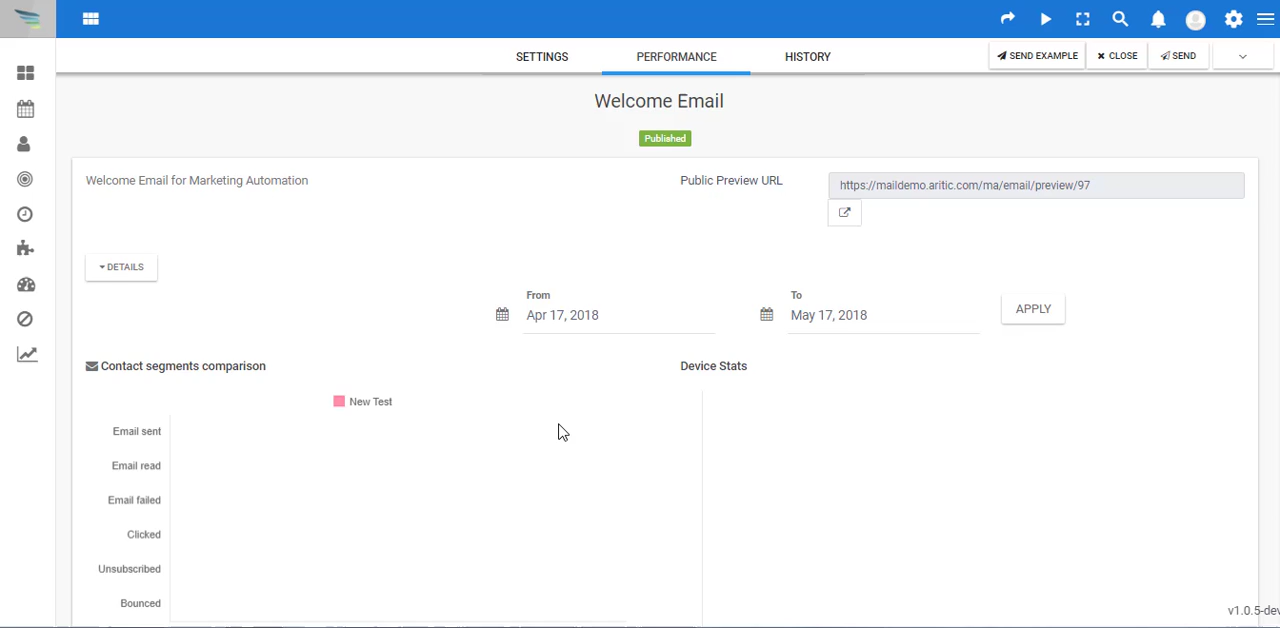 SETTINGS PERFORMANCE HISTORY SEND EXAMPLE CLOSE SEND
Welcome Email
Published
Welcome Email for Marketing Automation Public Preview URL https://maildemo.aritic.com/ma/email/preview/97
DETAILS
From To
Apr 17, 2018 May 17, 2018 APPLY
Contact segments comparison Device Stats
New Test
Email sent
Email read
Email failed
Clicked
Unsubscribed
Bounced
v1.0.5-dev